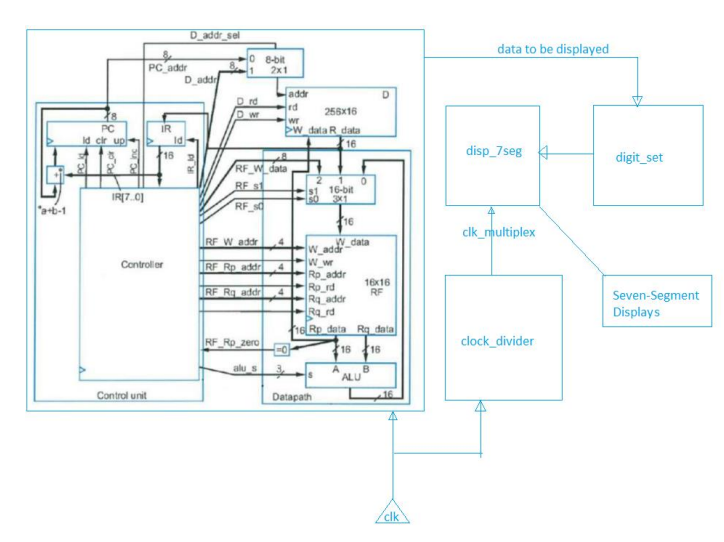 D_addr_sel
8
PC_addr
0 8-bit
1 2x1
D_addr
8
data to be displayed
addr
D
D_rd
rd
256x16
D_wr
wr
W_data R_data
8
PC
ld clr up
IR
ld
16
16
PC_ld
PC_clr
PC_inc
IR_ld
+
*
*a+b-1
IR[7..0]
8
RF_W_data
2 1 0
RF_s1
s1 16-bit
RF_s0
s0 3x1
16
disp_7seg
digit_set
clk_multiplex
Controller
RF_W_addr
4
W_data
W_addr
W_wr
RF_Rp_addr
4
Rp_addr
16x16
Rp_rd
RF
RF_Rq_addr
4
Rq_addr
Rq_rd
16
Rp_data Rq_data
RF_Rp_zero
=0
16
16
alu_s
3
s
A B
ALU
16
Control unit
Datapath
clock_divider
Seven-Segment
Displays
clk